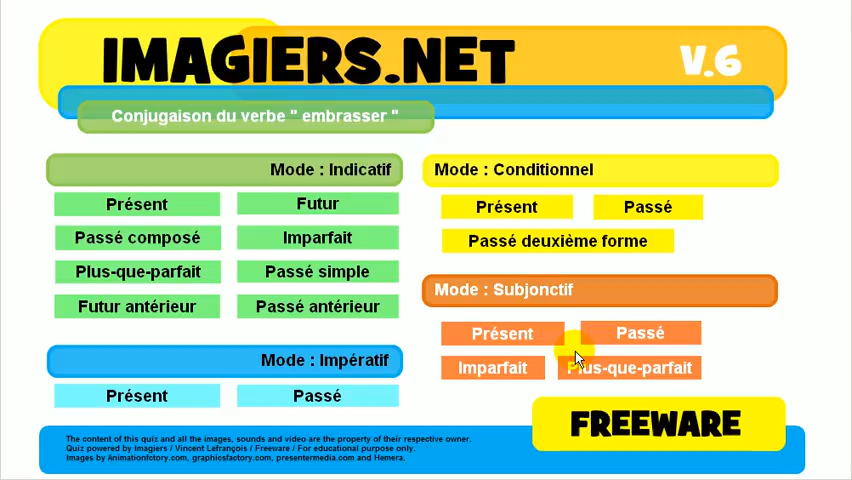 IMAGIERS.NET
V.6
Conjugaison du verbe " embrasser "
Mode : Indicatif
Présent
Futur
Passé composé
Imparfait
Plus-que-parfait
Passé simple
Futur antérieur
Passé antérieur
Mode : Impératif
Présent
Passé
Mode : Conditionnel
Présent
Passé
Passé deuxième forme
Mode : Subjonctif
Présent
Passé
Imparfait
Plus-que-parfait
FREEWARE
The content of this quiz and all the images, sounds and video are the property of their respective owner.
Quiz powered by Imagiers / Vincent Lefrançois / Freeware / For educational purpose only.
Images by Animationfctory.com, graphicsfactory.com, presentermedia.com and Hemera.